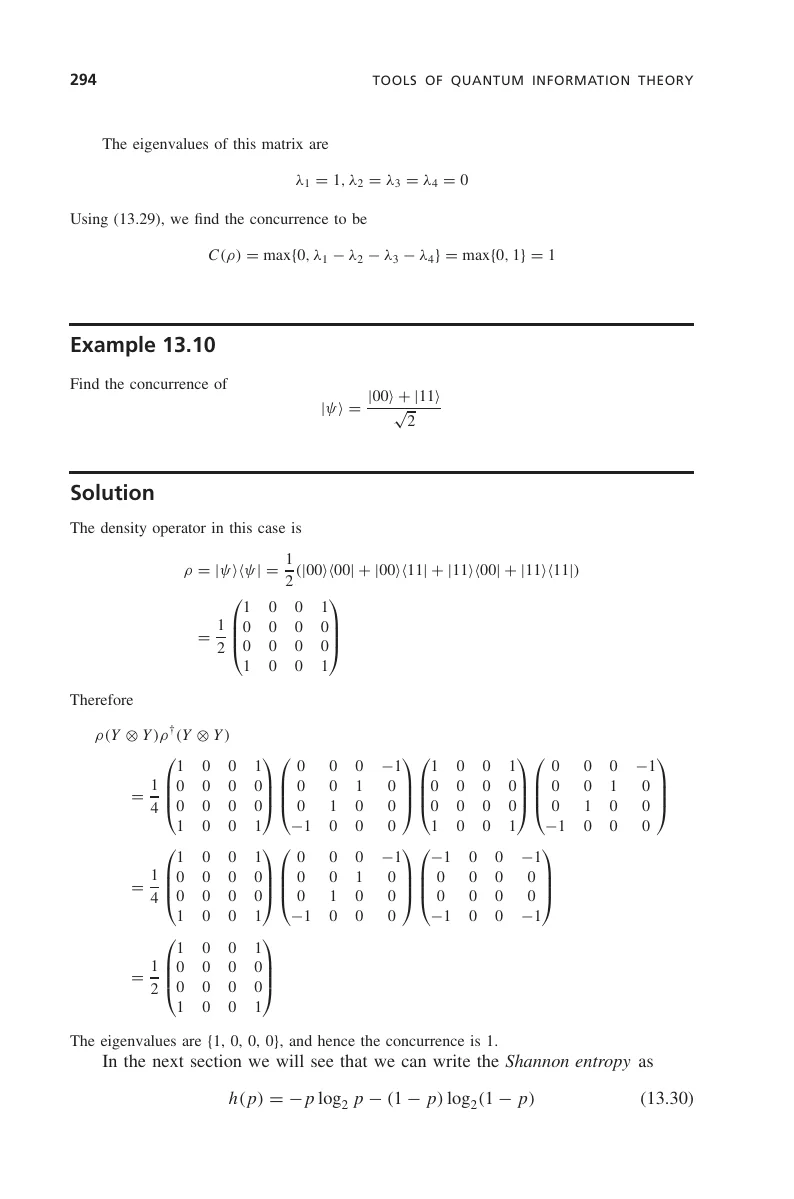 294 TOOLS OF QUANTUM INFORMATION THEORY
The eigenvalues of this matrix are
λ1 = 1, λ2 = λ3 = λ4 = 0
Using (13.29), we find the concurrence to be
C(ρ) = max{0, λ1 − λ2 − λ3 − λ4} = max{0, 1} = 1
Example 13.10
Find the concurrence of
|ψ⟩ = |00⟩ + |11⟩ / √2
Solution
The density operator in this case is
ρ = |ψ⟩⟨ψ| = 1/2 (|00⟩⟨00| + |00⟩⟨11| + |11⟩⟨00| + |11⟩⟨11|)
= 1/2
1 0 0 1
0 0 0 0
0 0 0 0
1 0 0 1
Therefore
ρ(Y ⊗ Y)ρ†(Y ⊗ Y)
= 1/4
(1 0 0 1) (0 0 0 −1) (1 0 0 1) (0 0 0 −1)
(0 0 0 0) (0 0 1 0) (0 0 0 0) (0 0 1 0)
(0 0 0 0) (0 1 0 0) (0 0 0 0) (0 1 0 0)
(1 0 0 1) (−1 0 0 0) (1 0 0 1) (−1 0 0 0)
= 1/4
(1 0 0 1) (0 0 0 −1) (−1 0 0 −1)
(0 0 0 0) (0 0 1 0) (0 0 0 0)
(0 0 0 0) (0 1 0 0) (0 0 0 0)
(1 0 0 1) (−1 0 0 0) (−1 0 0 −1)
= 1/2
1 0 0 1
0 0 0 0
0 0 0 0
1 0 0 1
The eigenvalues are {1, 0, 0, 0}, and hence the concurrence is 1.
In the next section we will see that we can write the Shannon entropy as
h(p) = −p log2 p − (1 − p) log2(1 − p) (13.30)